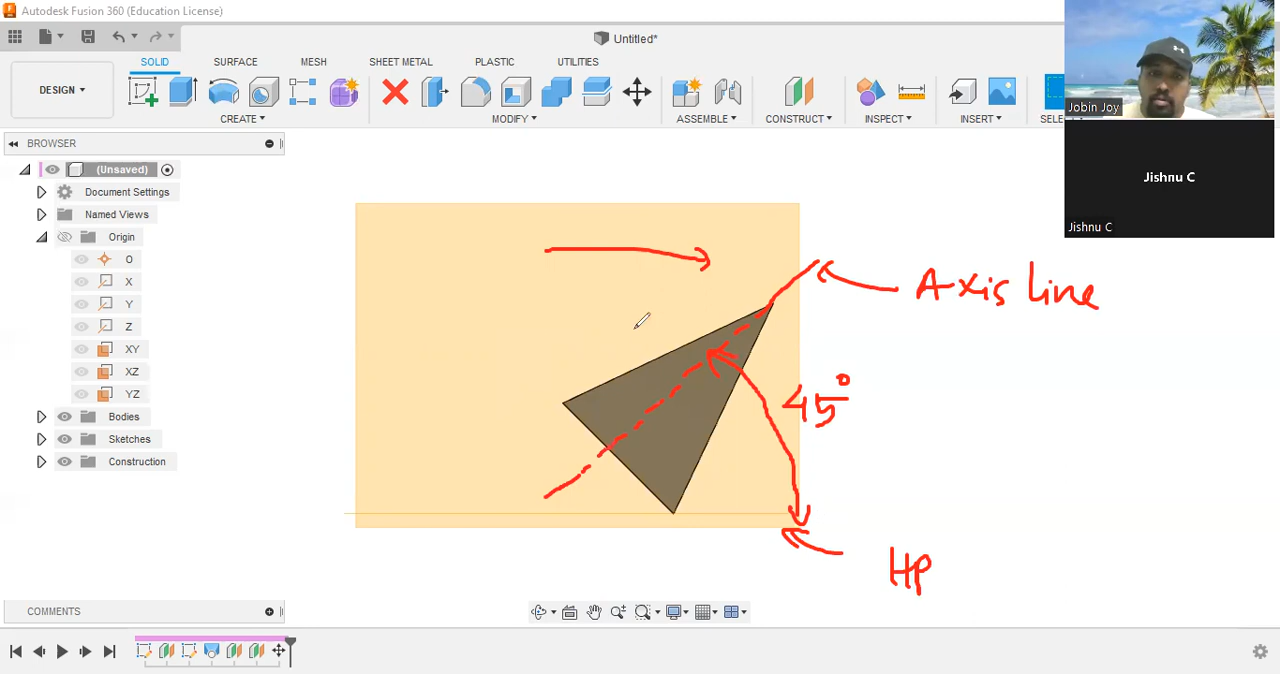 Autodesk Fusion 360 (Education License)
Untitled*
SOLID SURFACE MESH SHEET METAL PLASTIC UTILITIES
DESIGN
CREATE MODIFY ASSEMBLE CONSTRUCT INSPECT INSERT
BROWSER
(Unsaved)
Document Settings
Named Views
Origin
O
X
Y
Z
XY
XZ
YZ
Bodies
Sketches
Construction
Axis line
45°
HP
Jobin Joy
Jishnu C
Jishnu C
COMMENTS